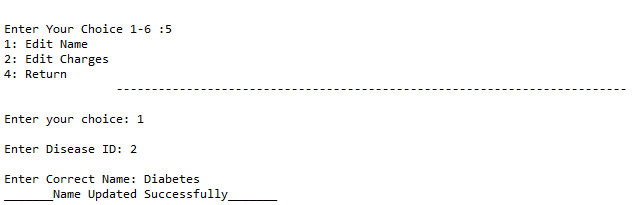 Enter Your Choice 1-6 :5
1: Edit Name
2: Edit Charges
4: Return
-------------------------------------------------------------------------
Enter your choice: 1
Enter Disease ID: 2
Enter Correct Name: Diabetes
_______Name Updated Successfully_______